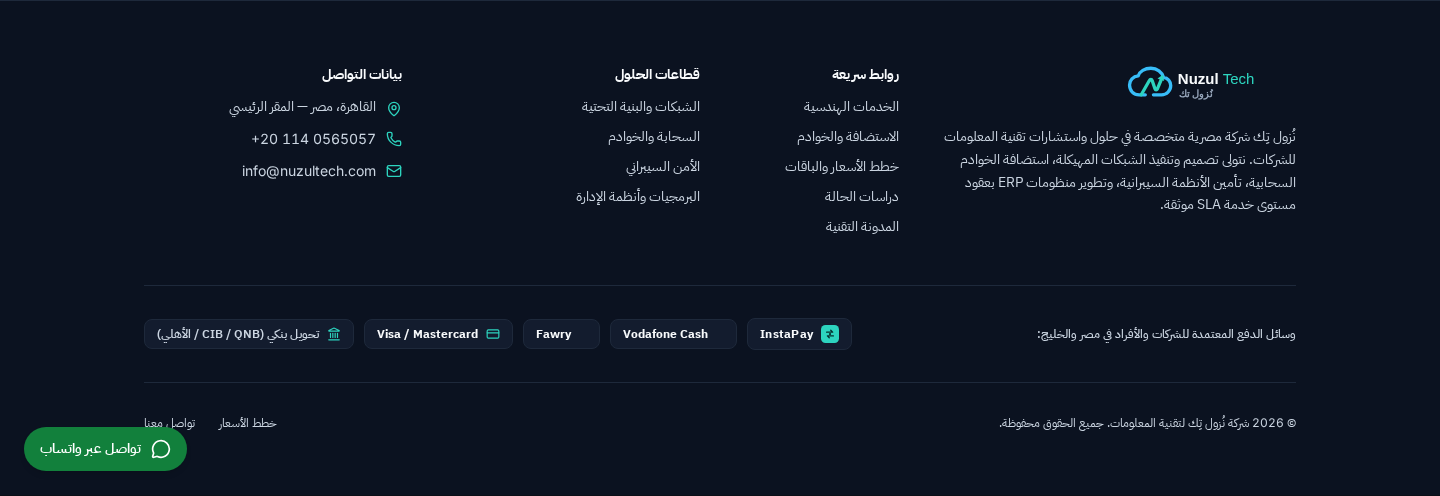 Nuzul Tech
نُزول تك
نُزول تِك شركة مصرية متخصصة في حلول واستشارات تقنية المعلومات
للشركات. نتولى تصميم وتنفيذ الشبكات المهيكلة، استضافة الخوادم
السحابية، تأمين الأنظمة السيبرانية، وتطوير منظومات ERP بعقود
مستوى خدمة SLA موثقة.
روابط سريعة
الخدمات الهندسية
الاستضافة والخوادم
خطط الأسعار والباقات
دراسات الحالة
المدونة التقنية
قطاعات الحلول
الشبكات والبنية التحتية
السحابة والخوادم
الأمن السيبراني
البرمجيات وأنظمة الإدارة
بيانات التواصل
القاهرة، مصر — المقر الرئيسي
+20 114 0565057
info@nuzultech.com
وسائل الدفع المعتمدة للشركات والأفراد في مصر والخليج:
InstaPay
Vodafone Cash
Fawry
Visa / Mastercard
تحويل بنكي (CIB / QNB / الأهلي)
© 2026 شركة نُزول تِك لتقنية المعلومات. جميع الحقوق محفوظة.
خطط الأسعار
تواصل معنا
تواصل عبر واتساب